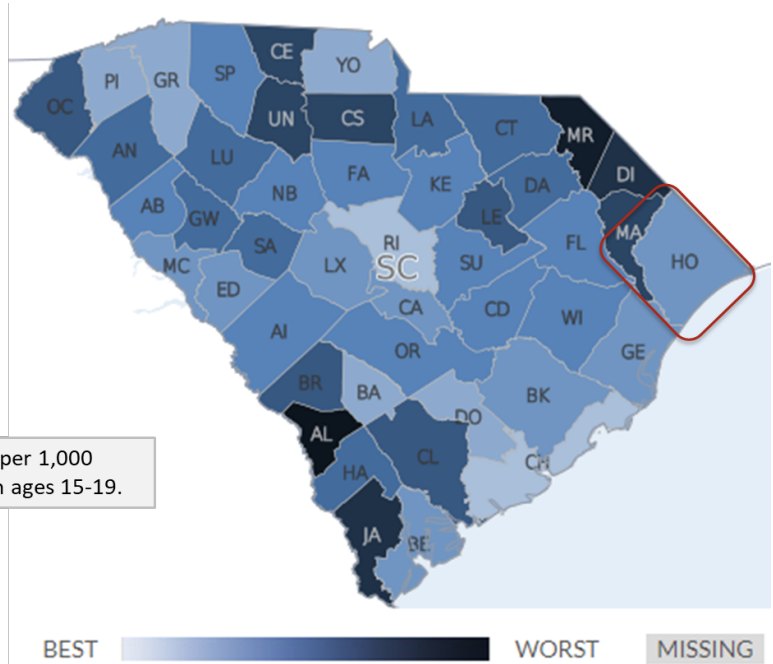 CE
YO
SP
PI
GR
OC
UN
CS
LA
CT
MR
AN
LU
DI
FA
KE
DA
NB
AB
GW
LE
MA
SA
RI
FL
HO
MC
LX
SC
SU
ED
CA
CD
WI
AI
OR
GE
BR
BA
BK
DO
AL
CL
CH
HA
per 1,000
ages 15-19.
JA
BE
BEST
WORST
MISSING